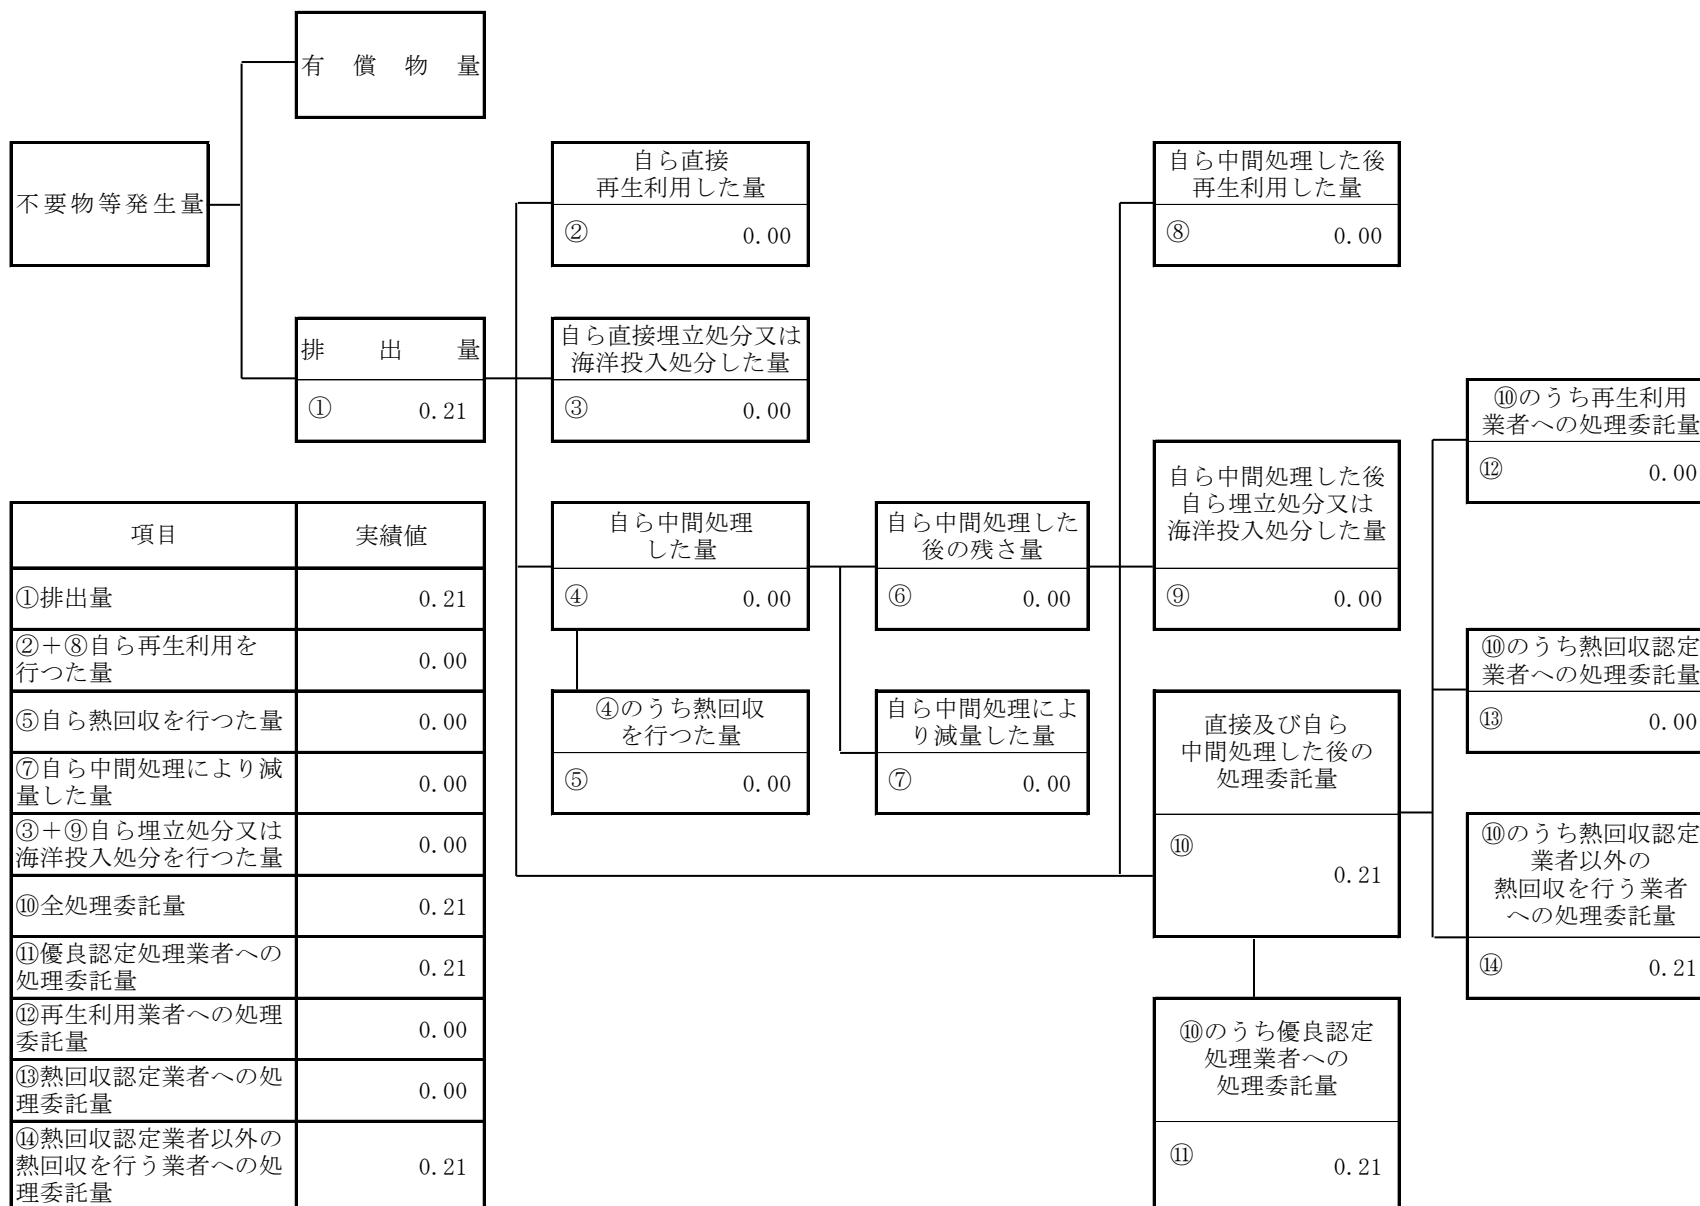 有償物量
不要物等発生量
自ら直接
再生利用した量
② 0.00
自ら中間処理した後
再生利用した量
⑧ 0.00
排出量
① 0.21
自ら直接埋立処分又は
海洋投入処分した量
③ 0.00
⑩のうち再生利用
業者への処理委託量
⑫ 0.00
自ら中間処理
した量
④ 0.00
自ら中間処理した
後の残さ量
⑥ 0.00
自ら中間処理した後
自ら埋立処分又は
海洋投入処分した量
⑨ 0.00
④のうち熱回収
を行つた量
⑤ 0.00
自ら中間処理によ
り減量した量
⑦ 0.00
直接及び自ら
中間処理した後の
処理委託量
⑩
0.21
⑩のうち熱回収認定
業者への処理委託量
⑬ 0.00
⑩のうち熱回収認定
業者以外の
熱回収を行う業者
への処理委託量
⑭ 0.21
⑩のうち優良認定
処理業者への
処理委託量
⑪ 0.21
項目 実績値
①排出量 0.21
②+⑧自ら再生利用を
行つた量 0.00
⑤自ら熱回収を行つた量 0.00
⑦自ら中間処理により減
量した量 0.00
③+⑨自ら埋立処分又は
海洋投入処分を行つた量 0.00
⑩全処理委託量 0.21
⑪優良認定処理業者への
処理委託量 0.21
⑫再生利用業者への処理
委託量 0.00
⑬熱回収認定業者への処
理委託量 0.00
⑭熱回収認定業者以外の
熱回収を行う業者への処
理委託量 0.21